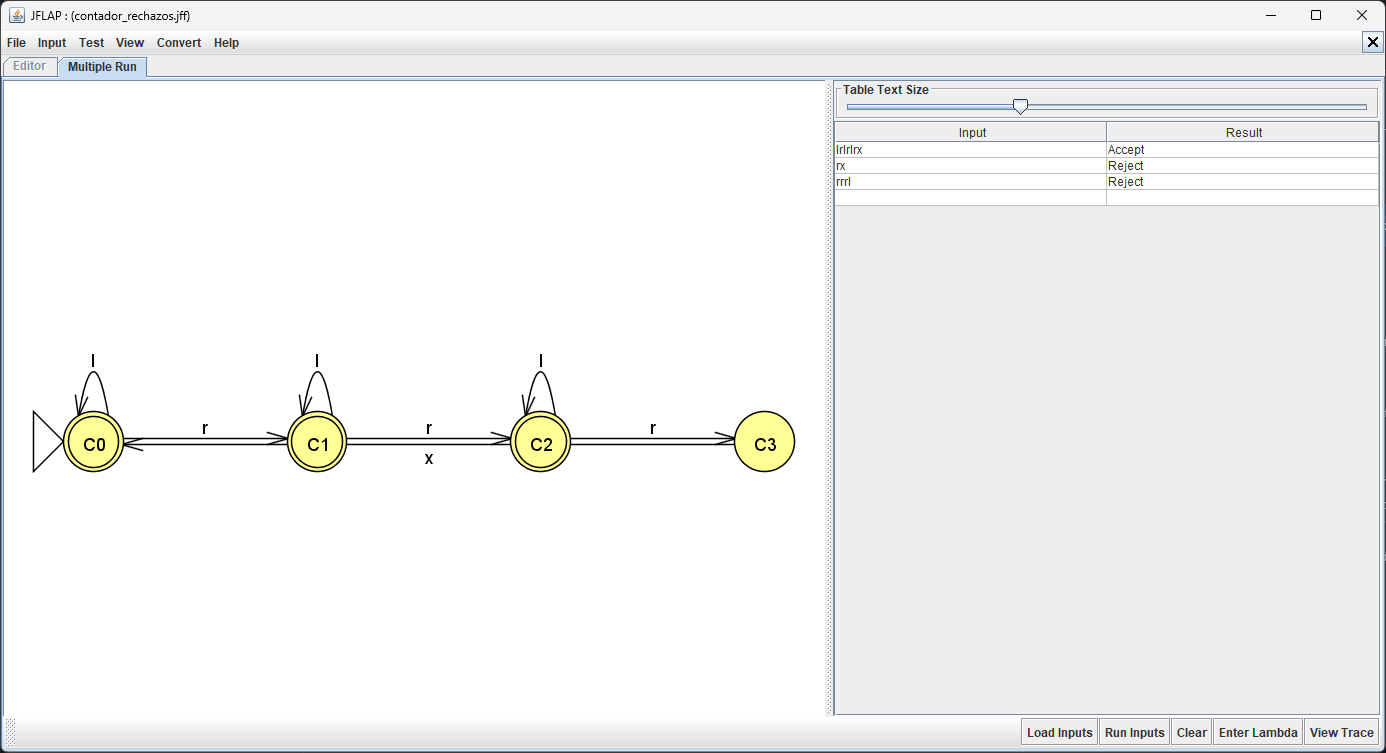 JFLAP : (contador_rechazos.jff)
File Input Test View Convert Help
Editor Multiple Run
Table Text Size
Input Result
lrlrlrx Accept
rx Reject
rrrl Reject
l l l
r r r
C0 C1 C2 C3
x
Load Inputs Run Inputs Clear Enter Lambda View Trace